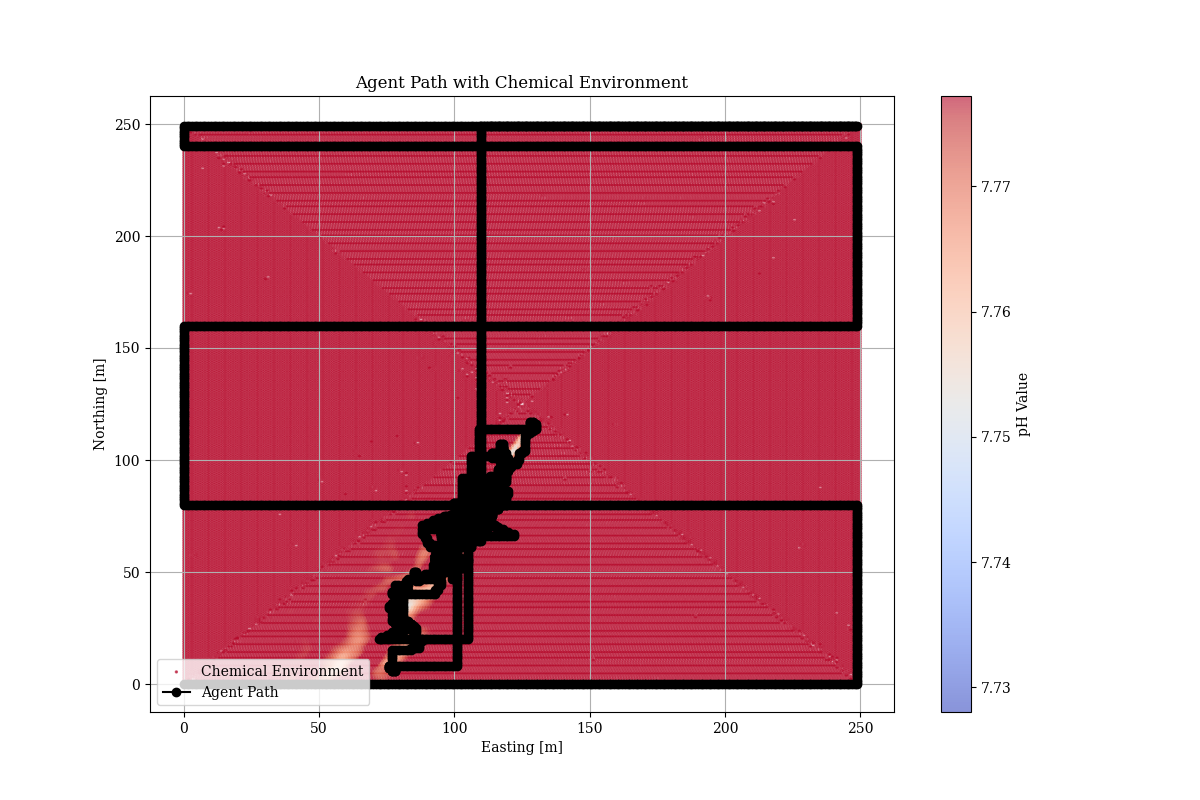 Agent Path with Chemical Environment
250
200
150
100
50
0
Northing [m]
Chemical Environment
Agent Path
0
50
100
150
200
250
Easting [m]
7.77
7.76
7.75
7.74
7.73
pH Value